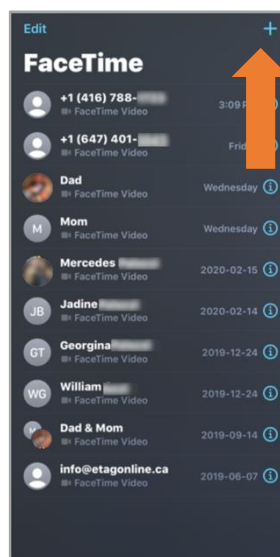 Edit +
FaceTime
+1 (416) 788-
3:09
FaceTime Video
+1 (647) 401-
FaceTime Video
Dad
Wednesday
FaceTime Video
M
Mom
Wednesday
FaceTime Video
Mercedes
2020-02-15
FaceTime Video
JB
Jadine
2020-02-14
FaceTime Video
GT
Georgina
2019-12-24
FaceTime Video
WG
William
2019-12-24
FaceTime Video
Dad & Mom
2019-09-14
FaceTime Video
info@etagonline.ca
2019-06-07
FaceTime Video